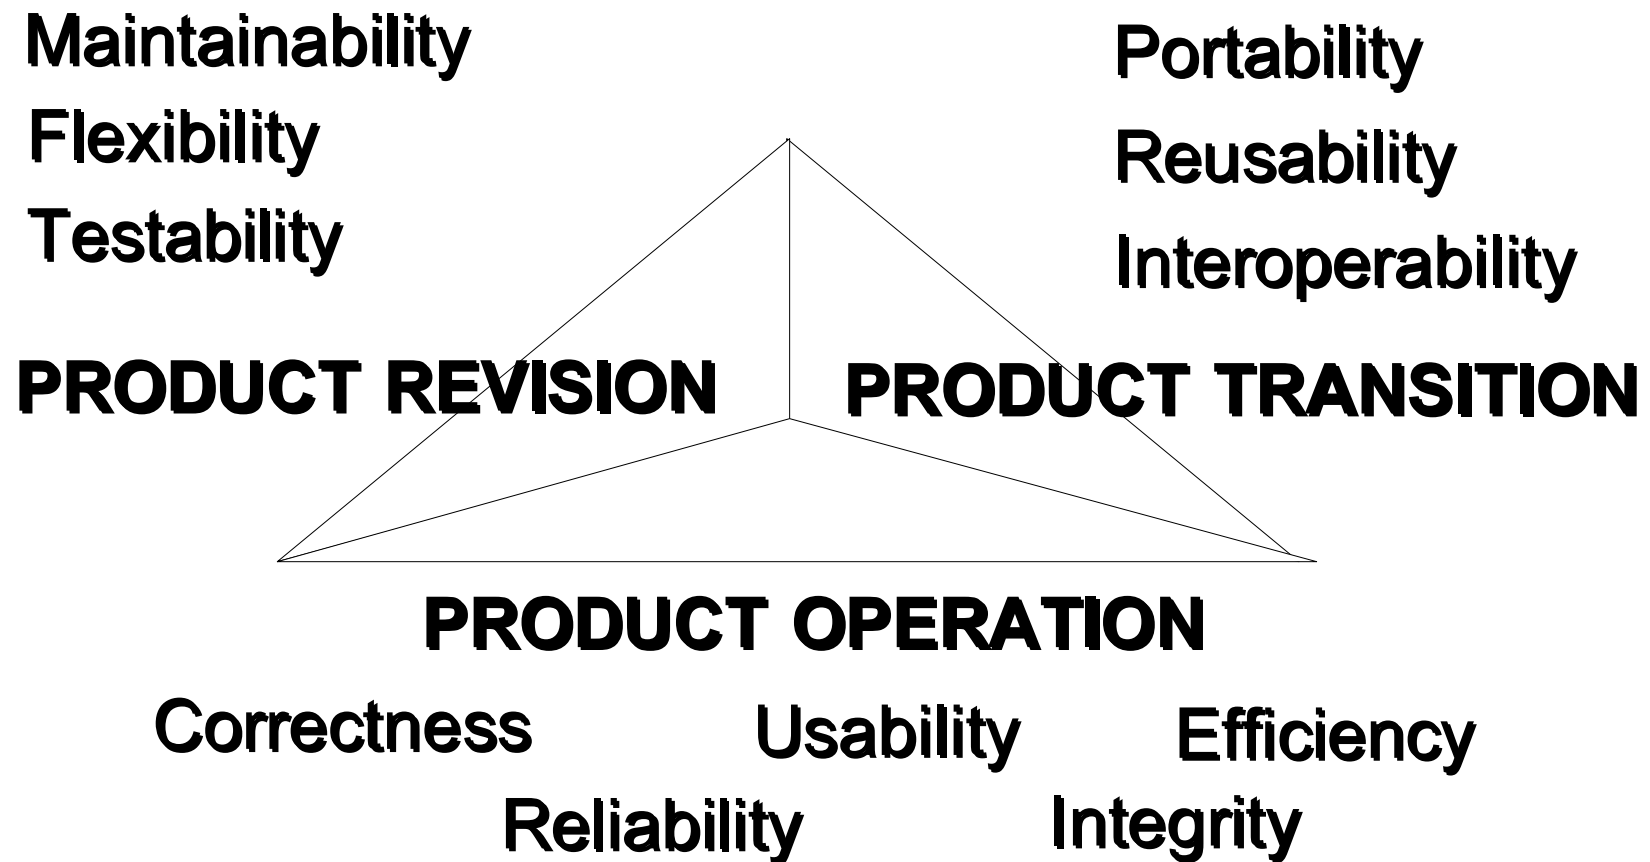 Maintainability
Flexibility
Testability
Portability
Reusability
Interoperability
PRODUCT REVISION
PRODUCT TRANSITION
PRODUCT OPERATION
Correctness Usability Efficiency
Reliability Integrity